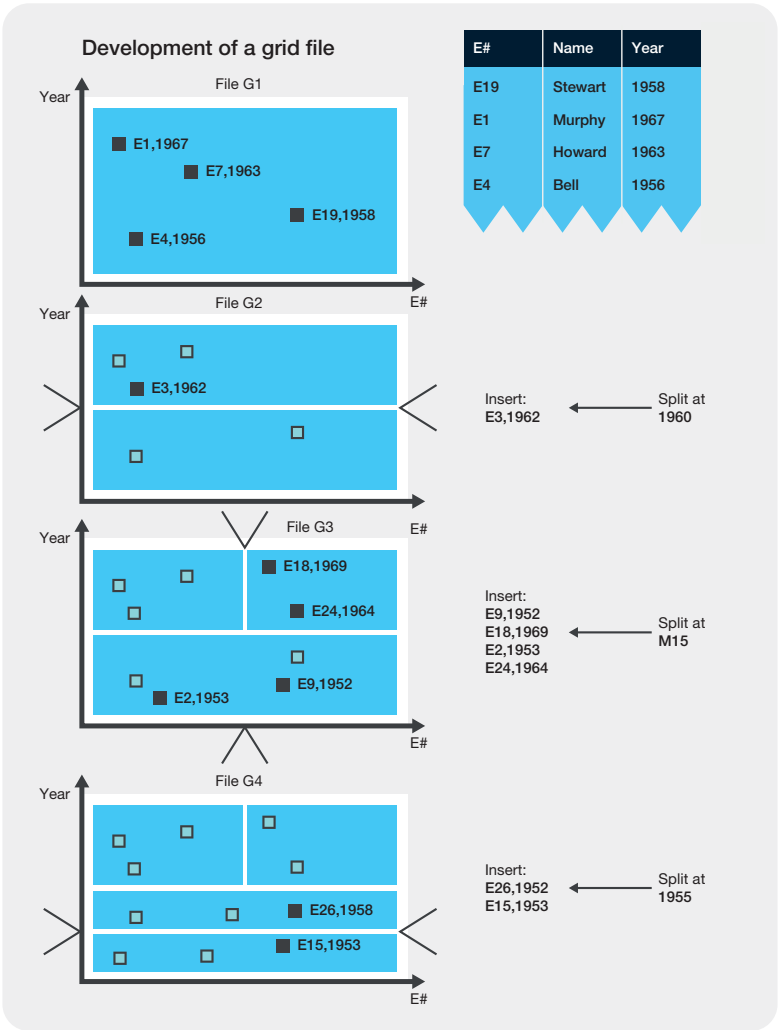 Development of a grid file
E# Name Year
E19 Stewart 1958
E1 Murphy 1967
E7 Howard 1963
E4 Bell 1956
File G1
Year
E1,1967
E7,1963
E19,1958
E4,1956
E#
File G2
Year
E3,1962
Insert:
E3,1962
Split at
1960
E#
File G3
Year
E18,1969
E24,1964
E9,1952
E2,1953
Insert:
E9,1952
E18,1969
E2,1953
E24,1964
Split at
M15
E#
File G4
Year
E26,1958
E15,1953
Insert:
E26,1952
E15,1953
Split at
1955
E#